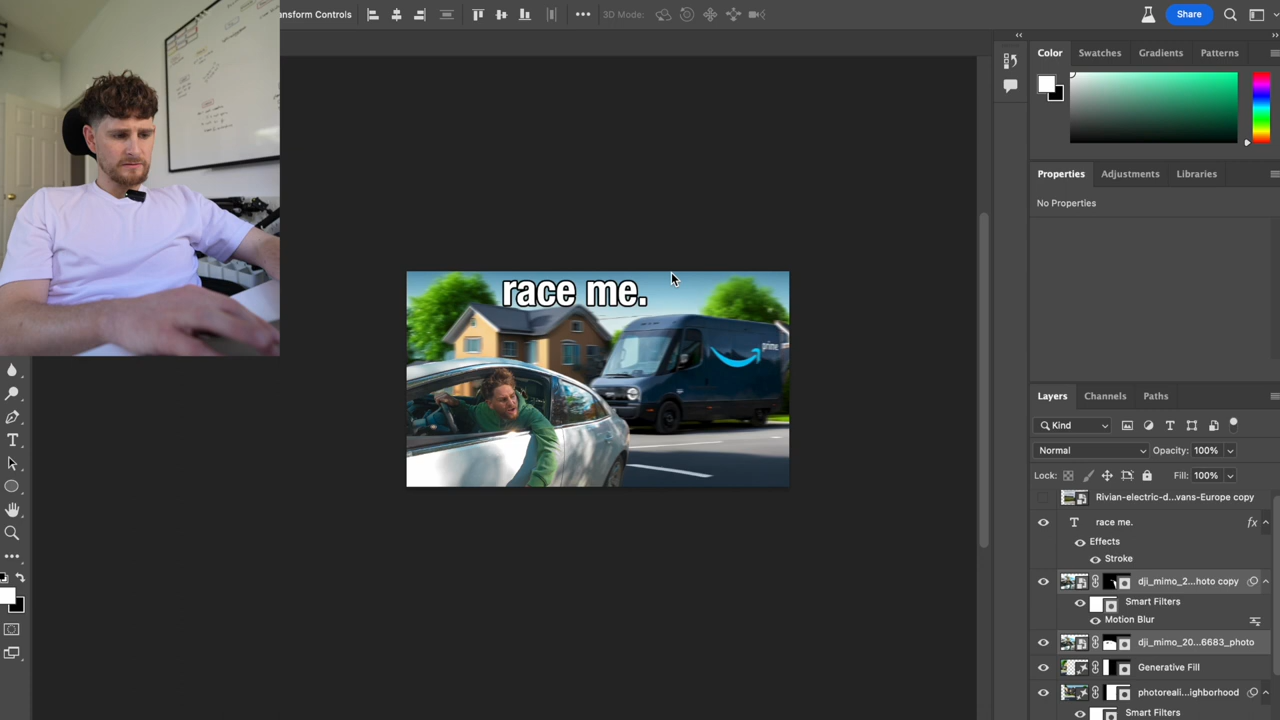 ransform Controls
3D Mode:
Share
Color
Swatches
Gradients
Patterns
race me.
prime
Properties
Adjustments
Libraries
No Properties
Layers
Channels
Paths
Kind
Normal
Opacity: 100%
Lock:
Fill: 100%
Rivian-electric-d...vans-Europe copy
T race me. fx
Effects
Stroke
dji_mimo_2...hoto copy
Smart Filters
Motion Blur
dji_mimo_20...6683_photo
Generative Fill
photoreali...ighborhood
Smart Filters